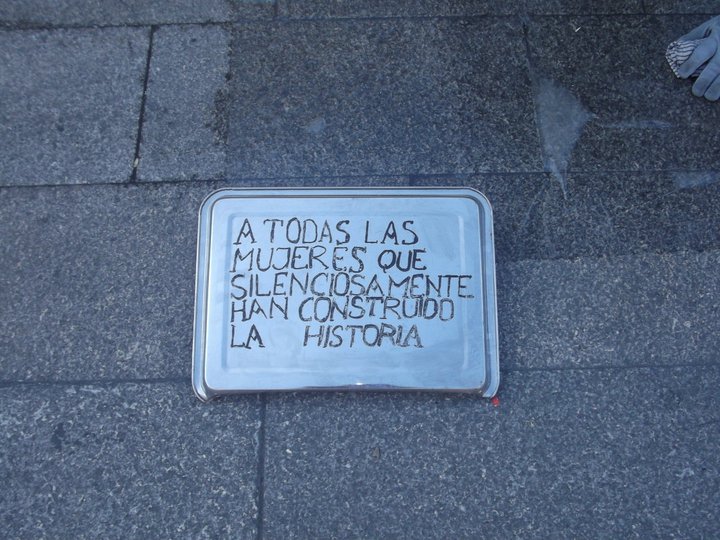 A TODAS LAS
MUJERES QUE
SILENCIOSAMENTE
HAN CONSTRUIDO
LA HISTORIA